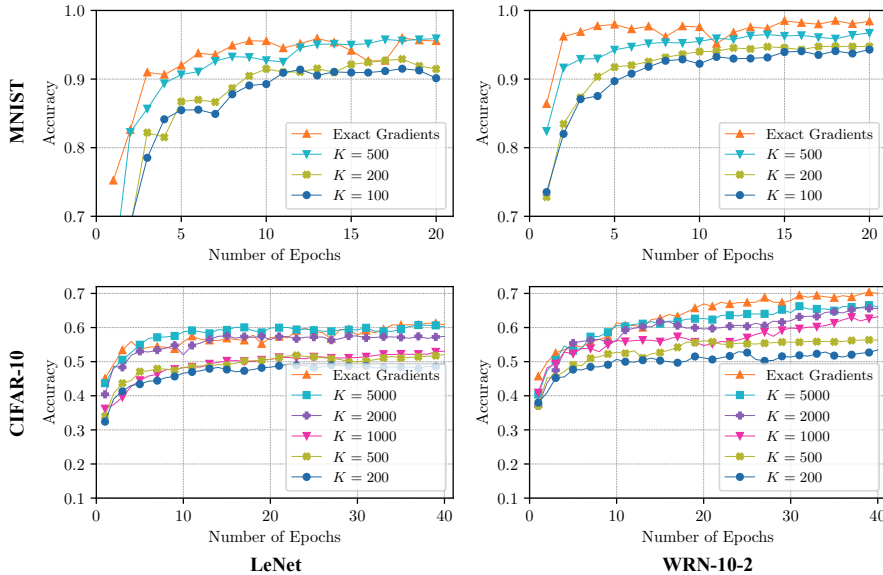 MNIST
Accuracy
1.0
0.9
0.8
0.7
0
5
10
15
20
Number of Epochs
Exact Gradients
K = 500
K = 200
K = 100
Accuracy
1.0
0.9
0.8
0.7
0
5
10
15
20
Number of Epochs
Exact Gradients
K = 500
K = 200
K = 100
CIFAR-10
Accuracy
0.7
0.6
0.5
0.4
0.3
0.2
0.1
0
10
20
30
40
Number of Epochs
Exact Gradients
K = 5000
K = 2000
K = 1000
K = 500
K = 200
LeNet
Accuracy
0.7
0.6
0.5
0.4
0.3
0.2
0.1
0
10
20
30
40
Number of Epochs
Exact Gradients
K = 5000
K = 2000
K = 1000
K = 500
K = 200
WRN-10-2